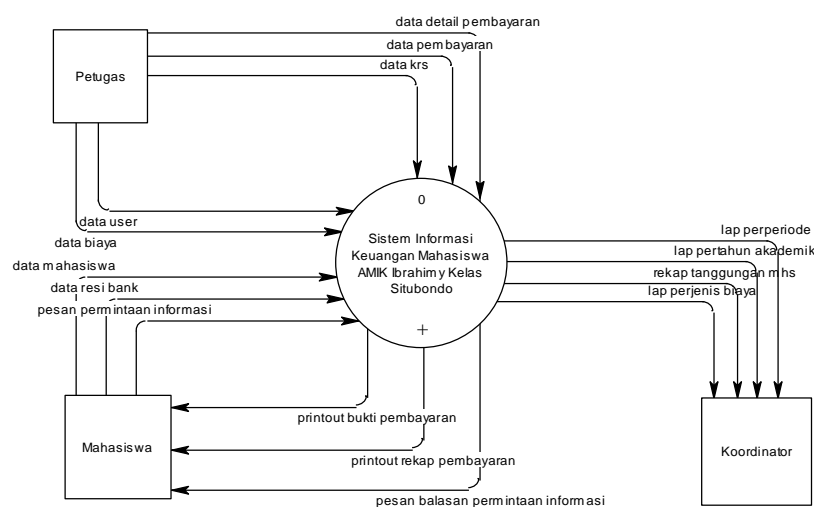 data detail pembayaran
data pembayaran
data krs
Petugas
0
Sistem Informasi
Keuangan Mahasiswa
AMIK Ibrahimy Kelas
Situbondo
+
data user
data biaya
data mahasiswa
data resi bank
pesan permintaan informasi
lap perperiode
lap pertahun akademik
rekap tanggungan mhs
lap perjenis biaya
Mahasiswa
printout bukti pembayaran
printout rekap pembayaran
pesan balasan permintaan informasi
Koordinator